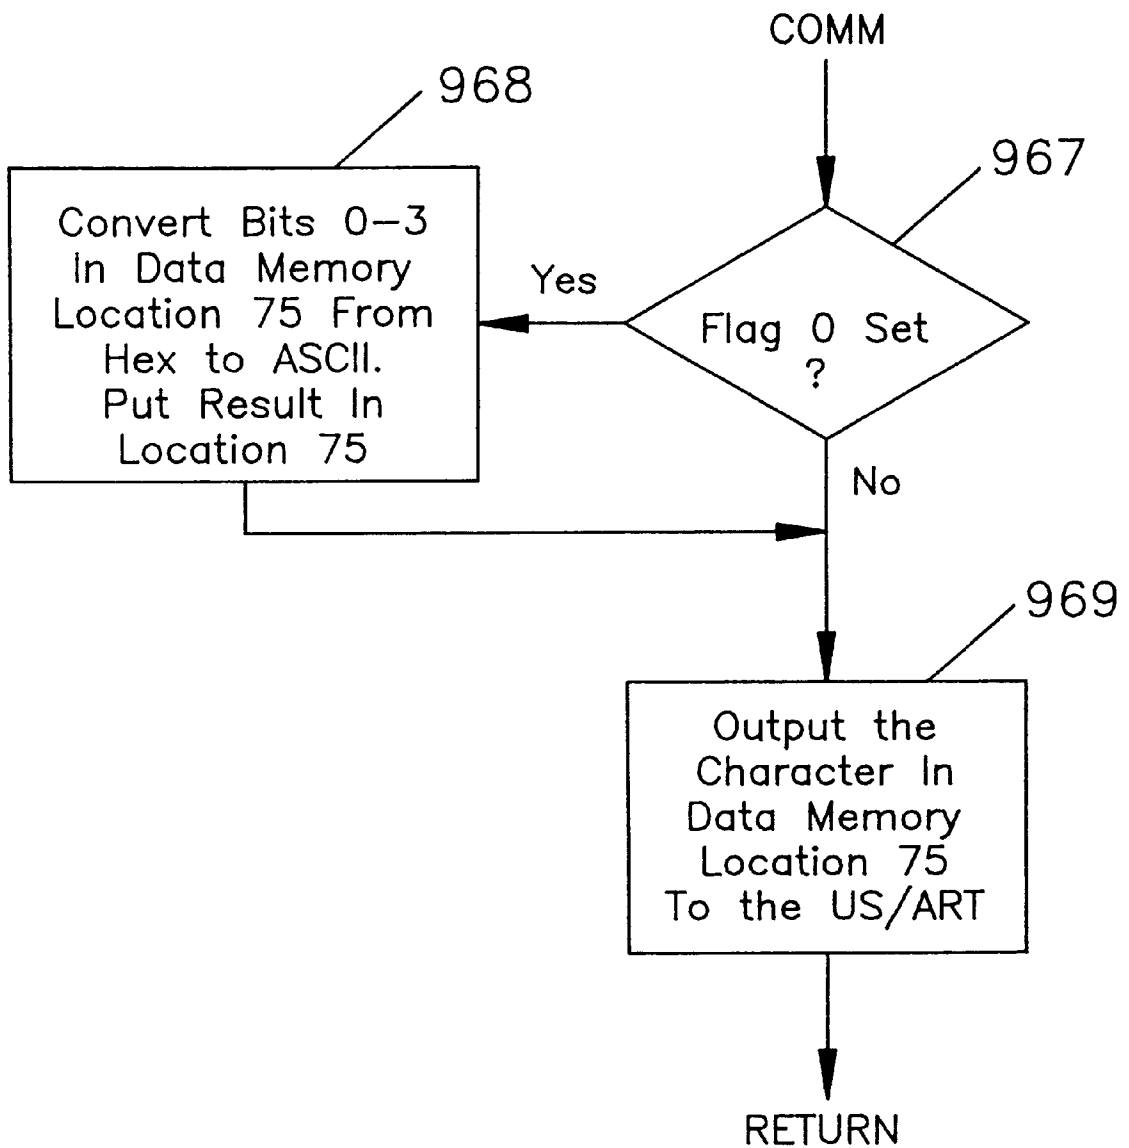 COMM
968
967
Convert Bits 0-3
In Data Memory
Location 75 From
Hex to ASCII.
Put Result In
Location 75
Yes
Flag 0 Set
?
No
969
Output the
Character In
Data Memory
Location 75
To the US/ART
RETURN